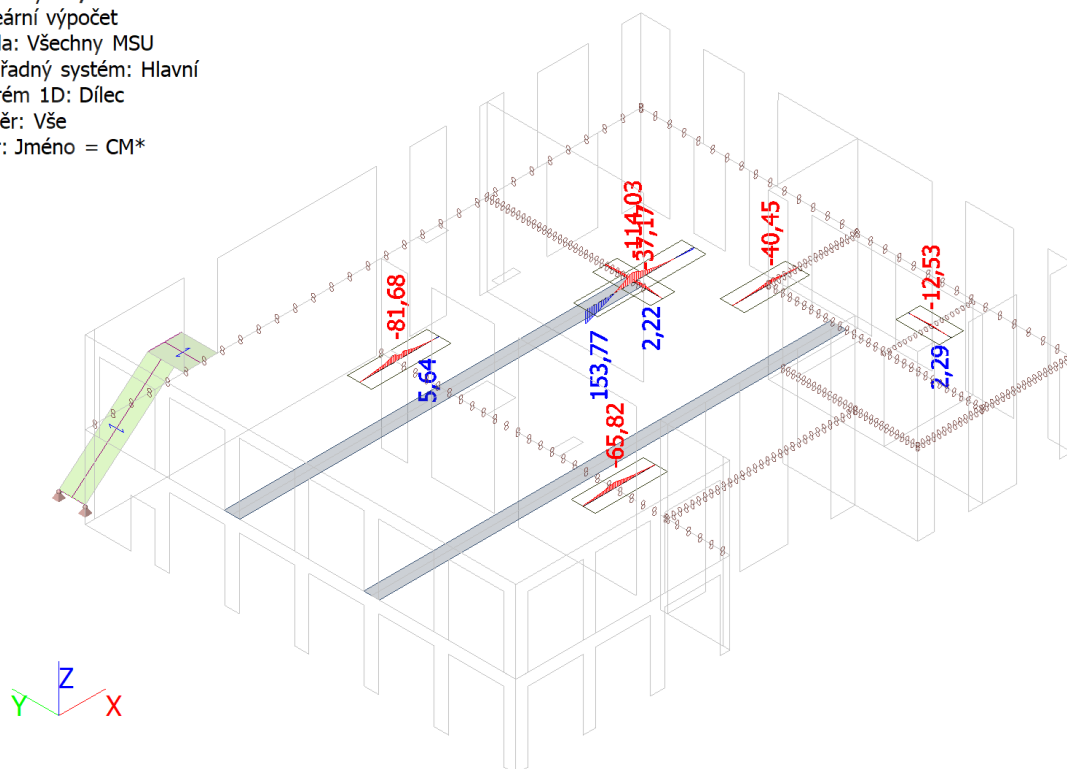 eární výpočet
la: Všechny MSU
řadný systém: Hlavní
rém 1D: Dílec
ěr: Vše
r: Jméno = CM*
-114,03
-57,17
-40,45
-12,53
-81,68
2,22
2,29
153,77
5,64
-65,82
Z
Y
X